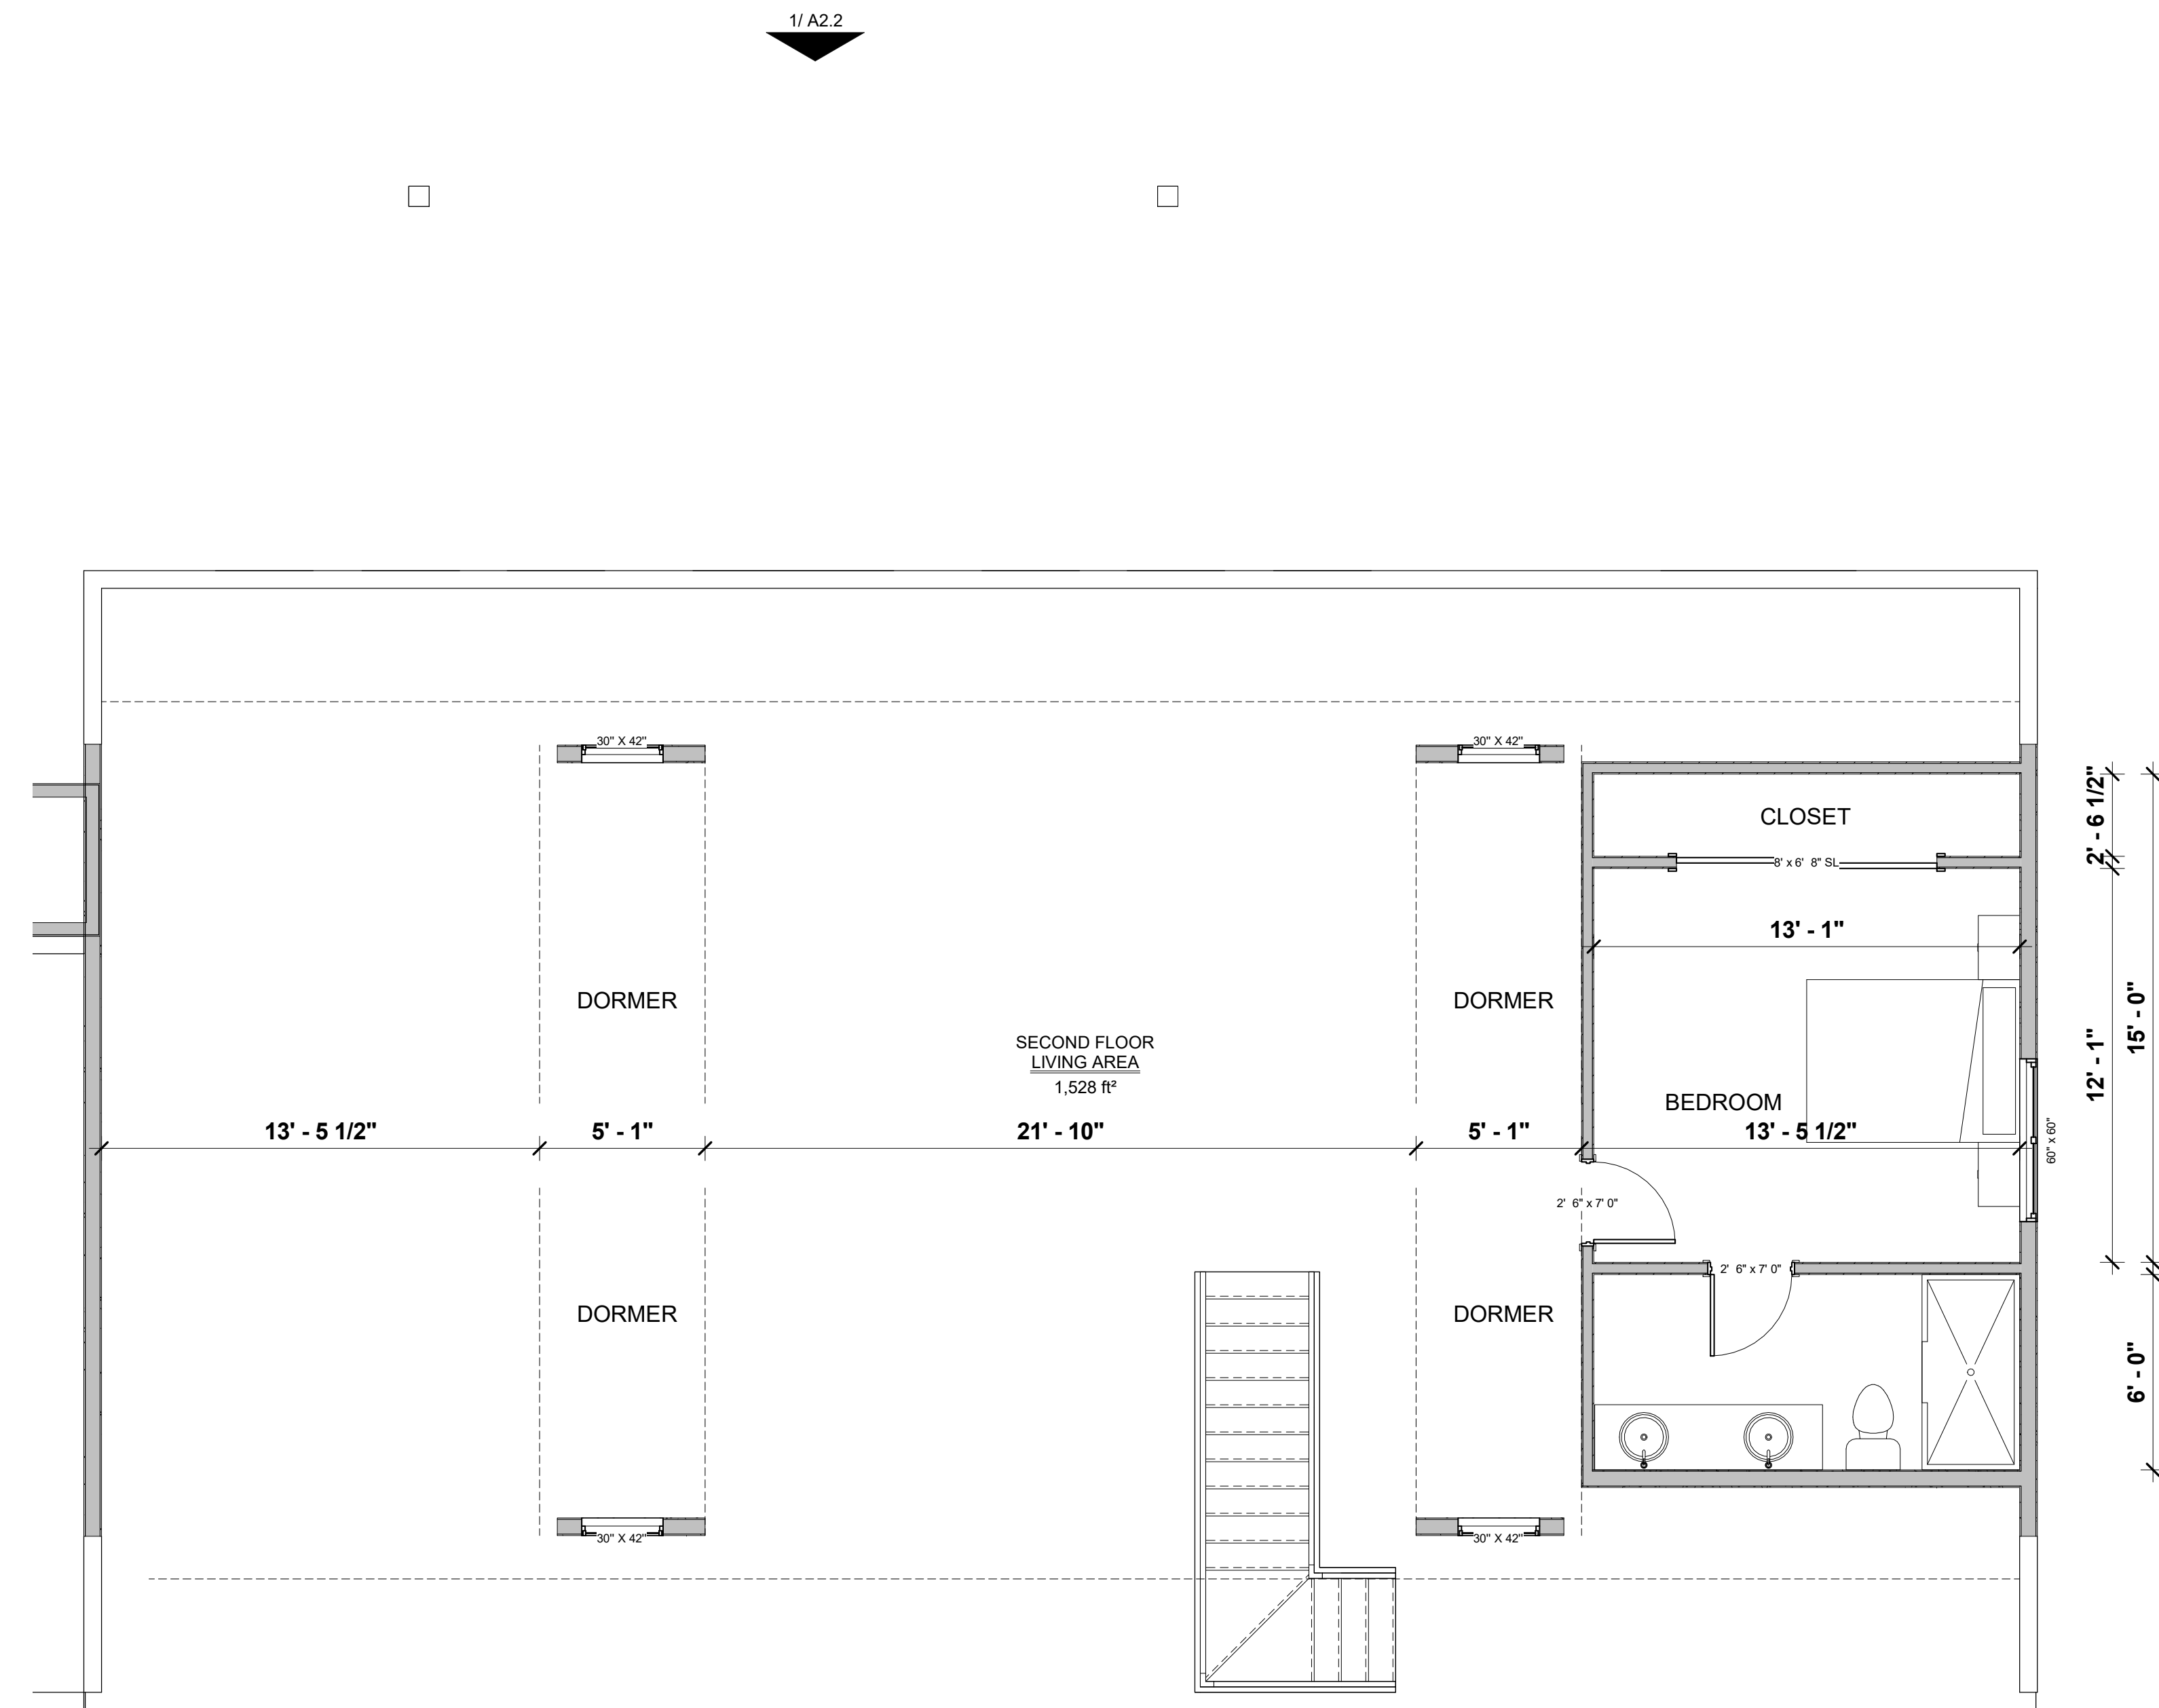 1/ A2.2
30" X 42"
30" X 42"
CLOSET
2' - 6 1/2"
8' x 6' 8" SL
13' - 1"
DORMER
DORMER
15' - 0"
SECOND FLOOR
LIVING AREA
1,528 ft²
12' - 1"
BEDROOM
13' - 5 1/2"
5' - 1"
21' - 10"
5' - 1"
13' - 5 1/2"
60" x 60"
2' 6" x 7' 0"
2' 6" x 7' 0"
DORMER
DORMER
6' - 0"
30" X 42"
30" X 42"